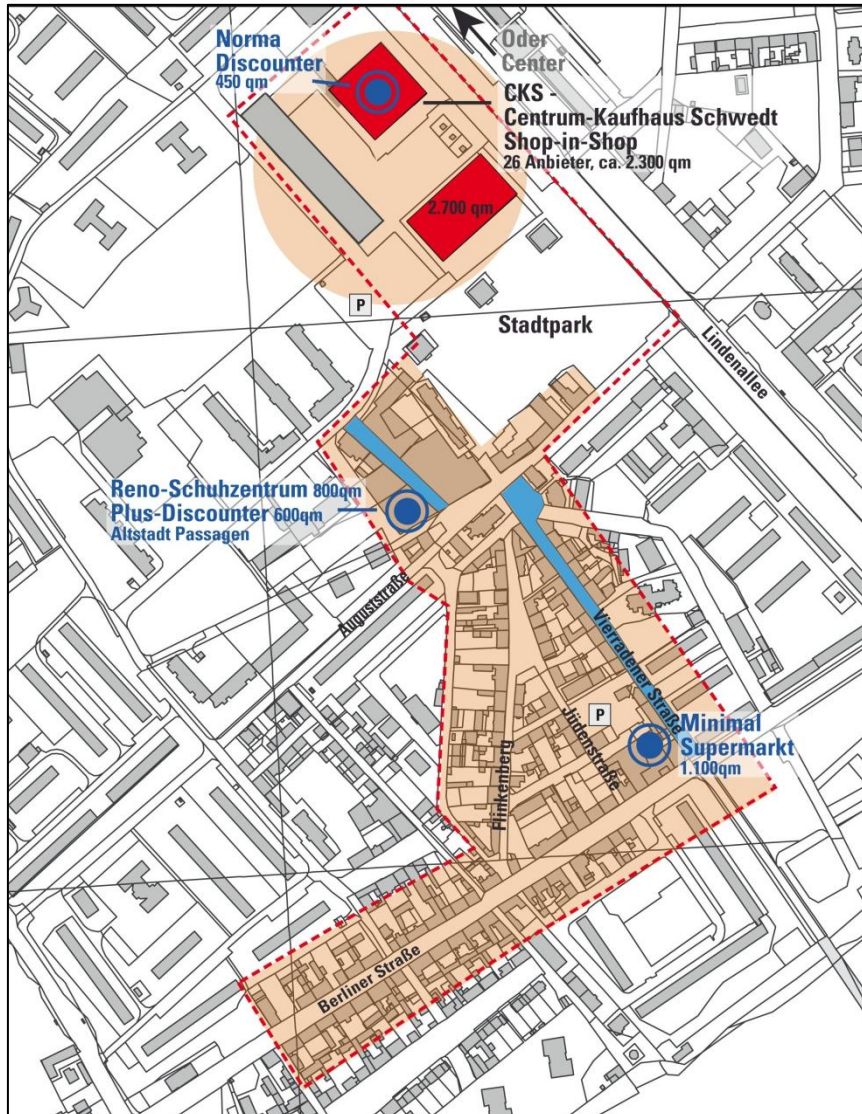 Norma
Discounter
450 qm
Oder
Center
CKS -
Centrum-Kaufhaus Schwedt
Shop-in-Shop
26 Anbieter, ca. 2.300 qm
2.700 qm
P
Stadtpark
Lindenallee
Reno-Schuhzentrum 800qm
Plus-Discounter 600qm
Altstadt Passagen
Auguststraße
Vierradener Straße
P
Jüdenstraße
Flinkenberg
Minimal
Supermarkt
1.100qm
Berliner Straße